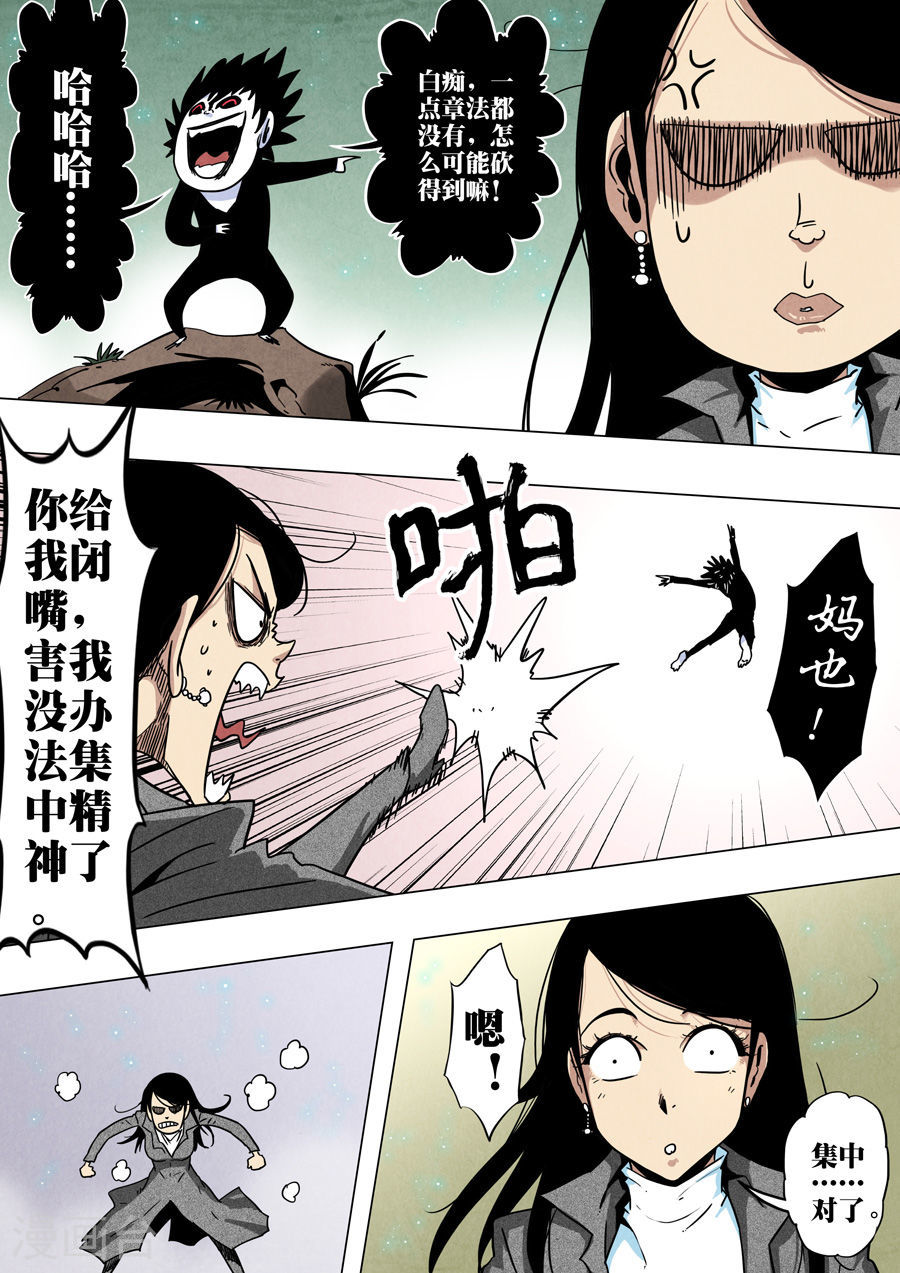 哈哈哈……
白痴，一
点章法都
没有，怎
么可能砍
得到嘛！
你给
我闭
嘴，
害我
没办
法集
中精
神了
。
啪
妈也！
嗯！
集中
……
对了。
漫画台